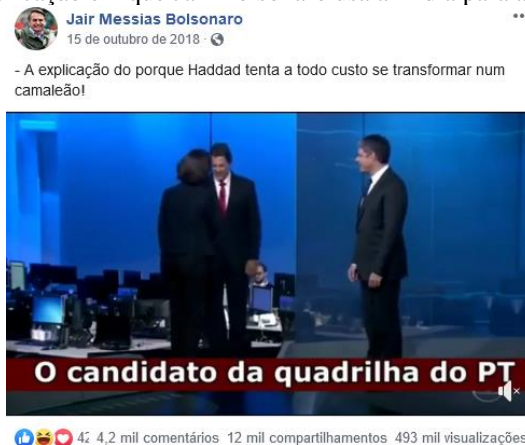 Jair Messias Bolsonaro
15 de outubro de 2018 ·
- A explicação do porque Haddad tenta a todo custo se transformar num
camaleão!
O candidato da quadrilha do PT
4,2 mil comentários 12 mil compartilhamentos 493 mil visualizações